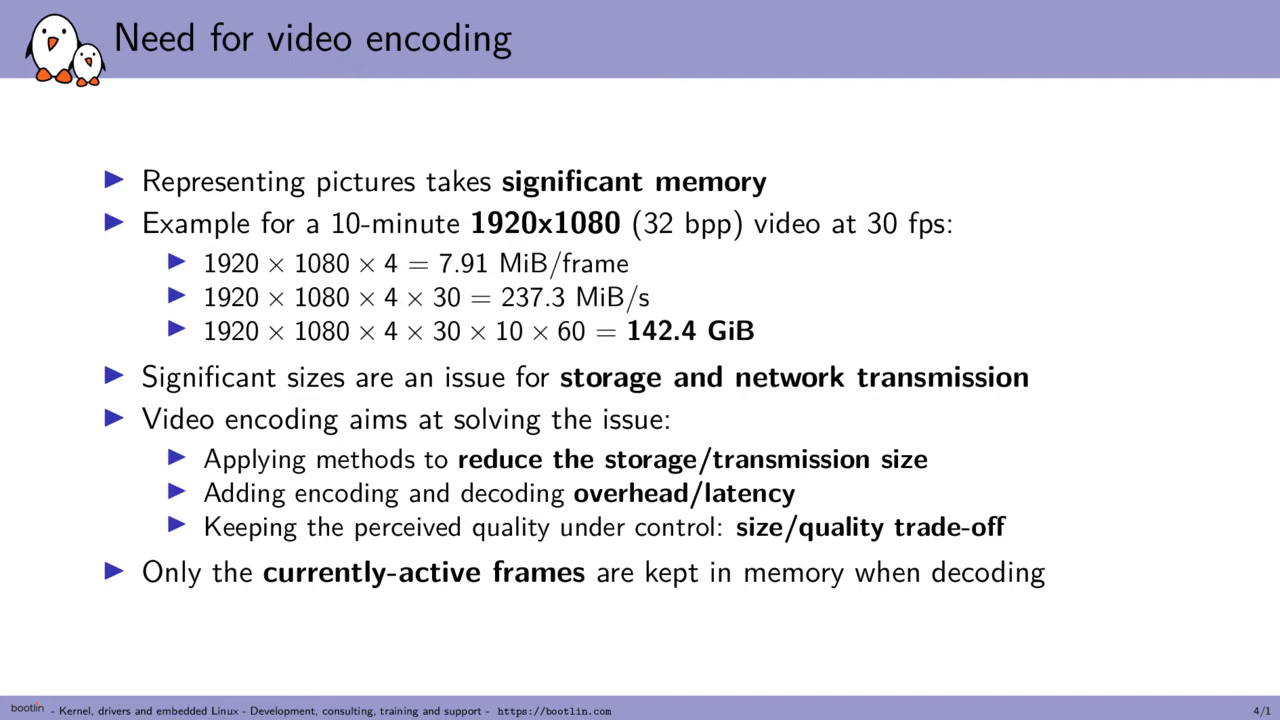 Need for video encoding
Representing pictures takes significant memory
Example for a 10-minute 1920x1080 (32 bpp) video at 30 fps:
1920 × 1080 × 4 = 7.91 MiB/frame
1920 × 1080 × 4 × 30 = 237.3 MiB/s
1920 × 1080 × 4 × 30 × 10 × 60 = 142.4 GiB
Significant sizes are an issue for storage and network transmission
Video encoding aims at solving the issue:
Applying methods to reduce the storage/transmission size
Adding encoding and decoding overhead/latency
Keeping the perceived quality under control: size/quality trade-off
Only the currently-active frames are kept in memory when decoding
bootlin - Kernel, drivers and embedded Linux - Development, consulting, training and support - https://bootlin.com 4/1